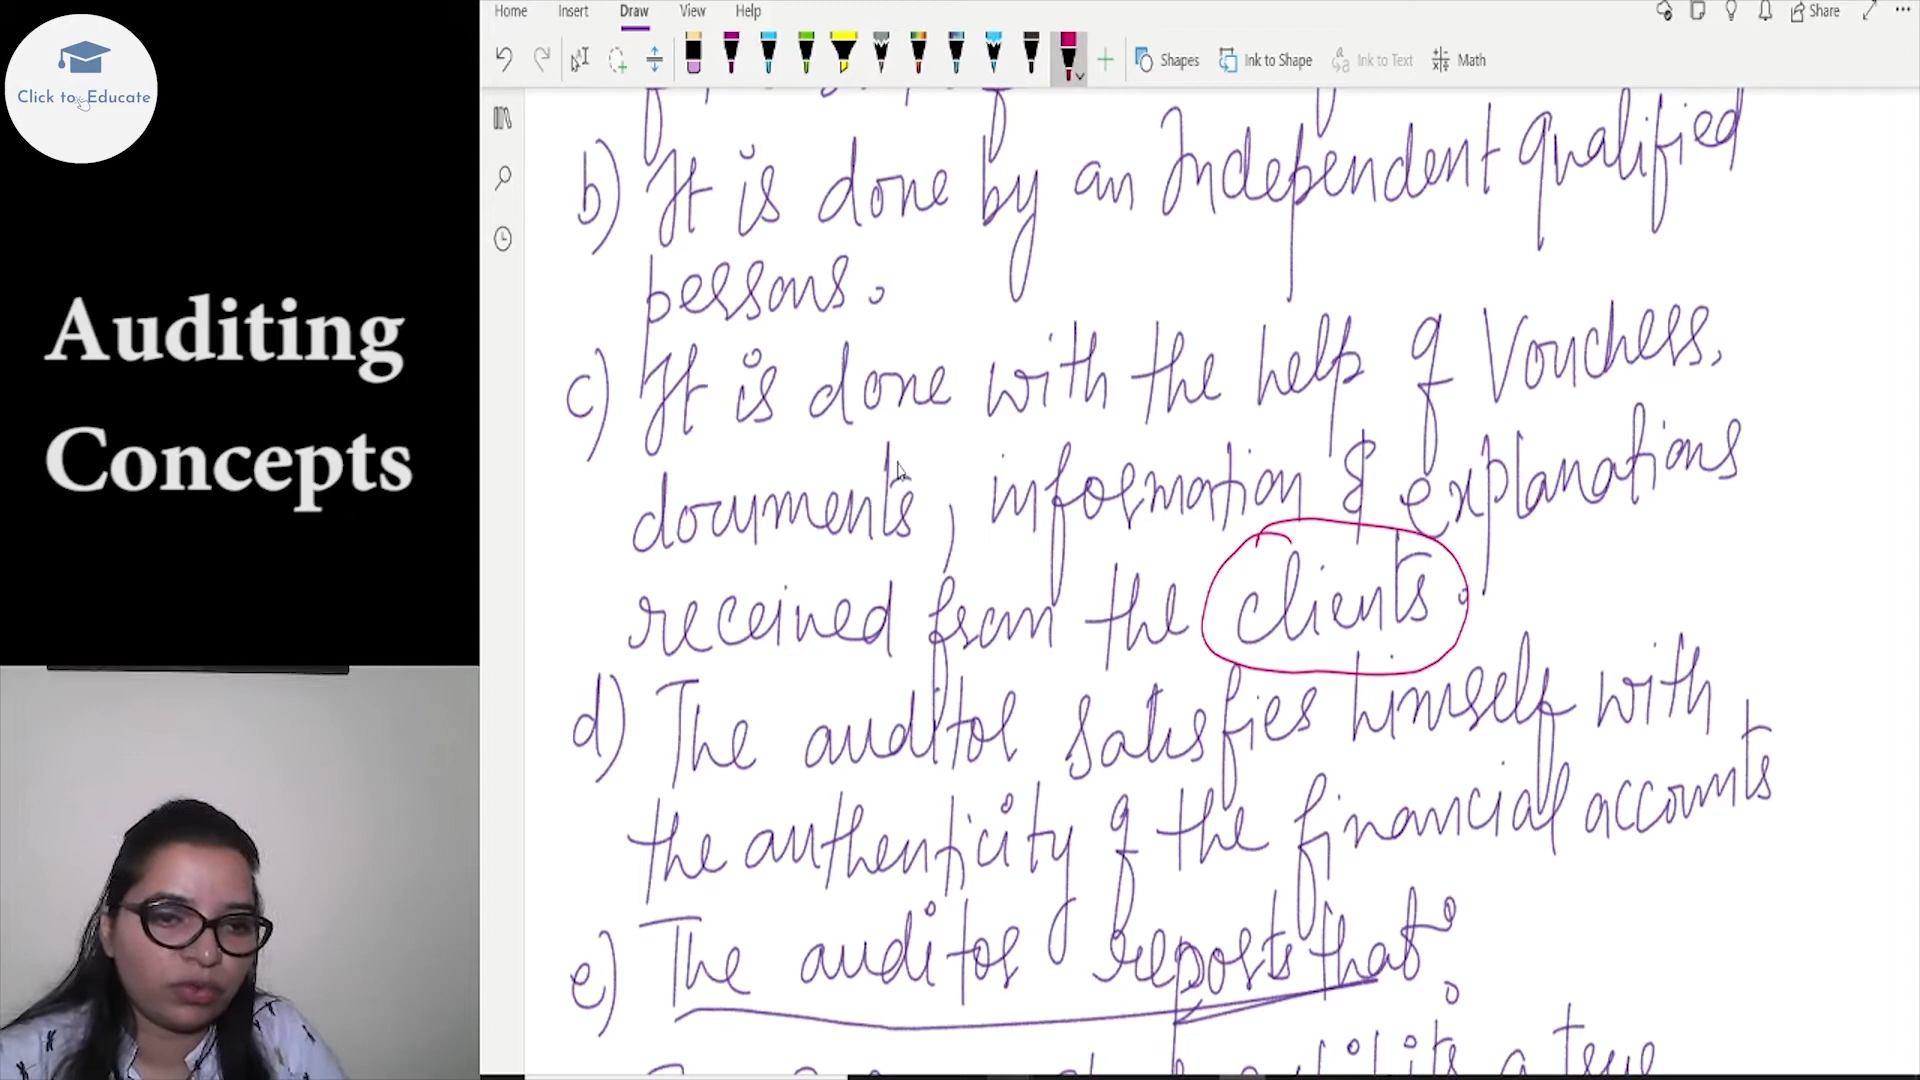 Click to Educate
Auditing
Concepts
Home Insert Draw View Help
Share
Shapes Ink to Shape Ink to Text Math
b) It is done by an Independent qualified
persons.
c) It is done with the help of Vouchers,
documents, information & explanations
received from the clients.
d) The auditor satisfies himself with
the authenticity of the financial accounts
e) The auditor reports that:
a true